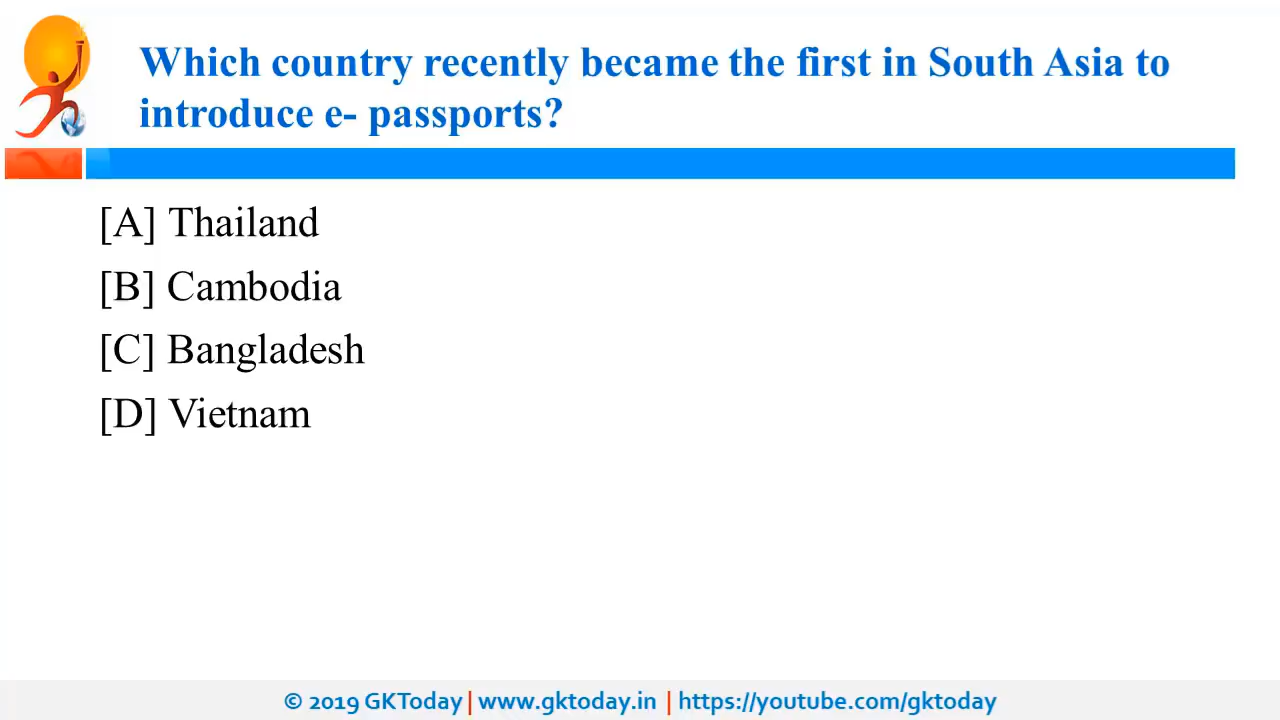 Which country recently became the first in South Asia to
introduce e- passports?
[A] Thailand
[B] Cambodia
[C] Bangladesh
[D] Vietnam
© 2019 GKToday | www.gktoday.in | https://youtube.com/gktoday